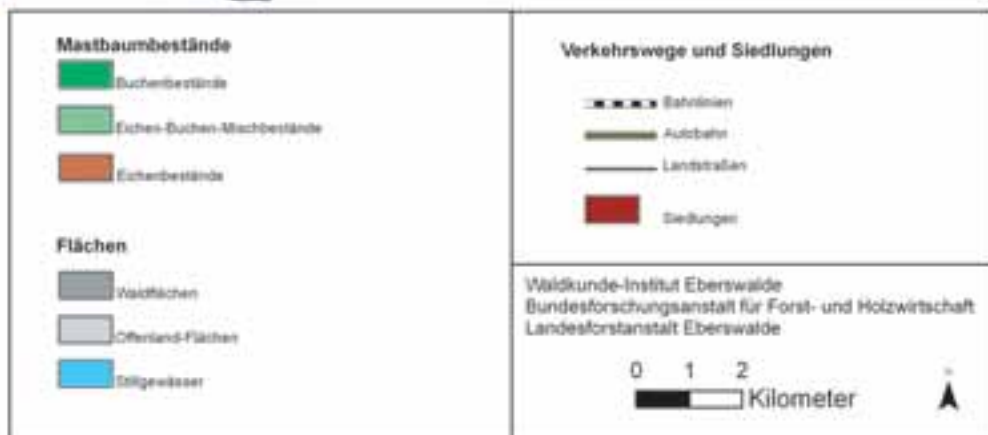 Mastbaumbestände
Buchenbestände
Eichen-Buchen-Mischbestände
Eichenbestände
Flächen
Waldflächen
Offenland-Flächen
Stillgewässer
Verkehrswege und Siedlungen
Bahnlinien
Autobahn
Landstraßen
Siedlungen
Waldkunde-Institut Eberswalde
Bundesforschungsanstalt für Forst- und Holzwirtschaft
Landesforstanstalt Eberswalde
0 1 2
Kilometer